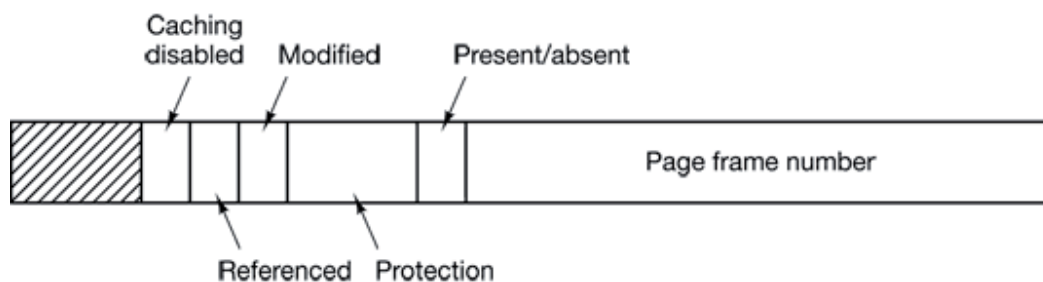 Caching
disabled
Modified
Present/absent
Page frame number
Referenced
Protection